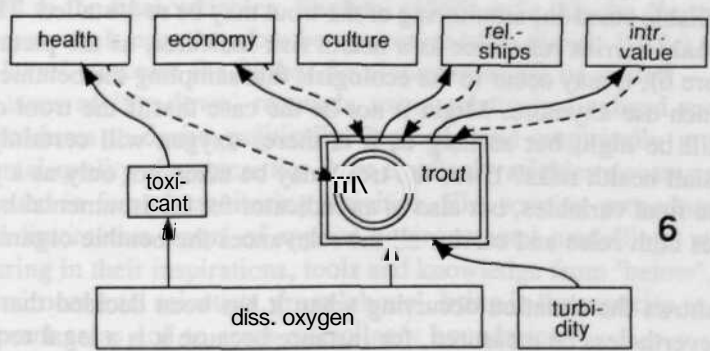 health
economy
culture
rel.-
ships
intr.
value
toxi-
cant
trout
6
diss. oxygen
turbi-
dity